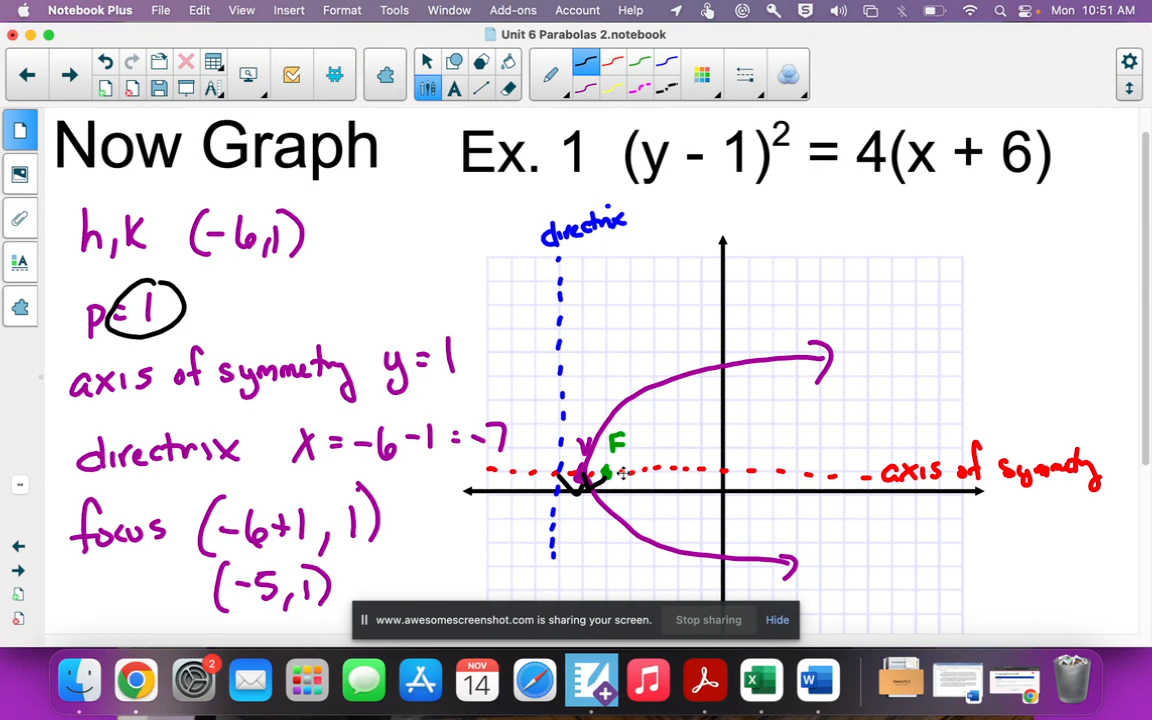 Notebook Plus File Edit View Insert Format Tools Window Add-ons Account Help Mon 10:51 AM
Unit 6 Parabolas 2.notebook
Now Graph Ex. 1 (y - 1)² = 4(x + 6)
h,k (-6,1)
p = 1
axis of symmetry y = 1
directrix x = -6-1 = -7
focus (-6+1, 1)
(-5,1)
directrix
V F
axis of symmetry
www.awesomescreenshot.com is sharing your screen. Stop sharing Hide
2
NOV
14